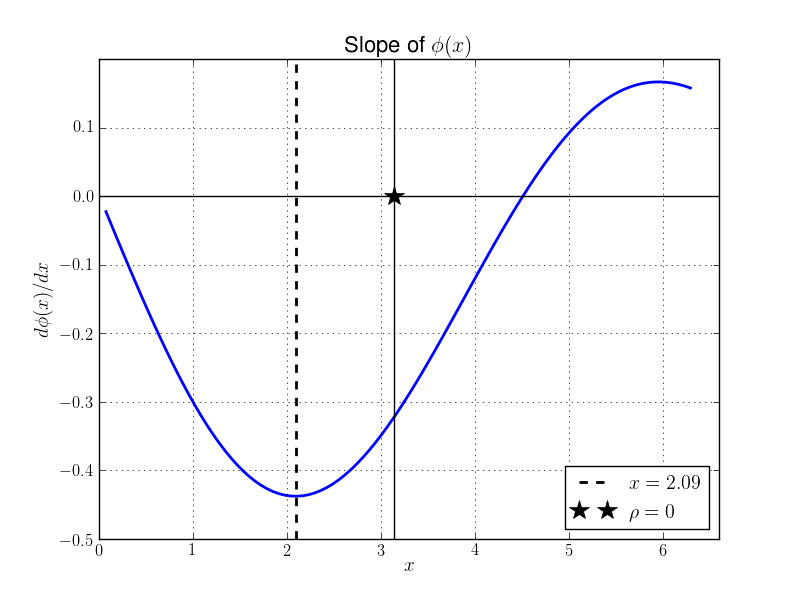 Slope of ϕ(x)
dϕ(x)/dx
0.1
0.0
−0.1
−0.2
−0.3
−0.4
−0.5
0 1 2 3 4 5 6
x
x = 2.09
ρ = 0